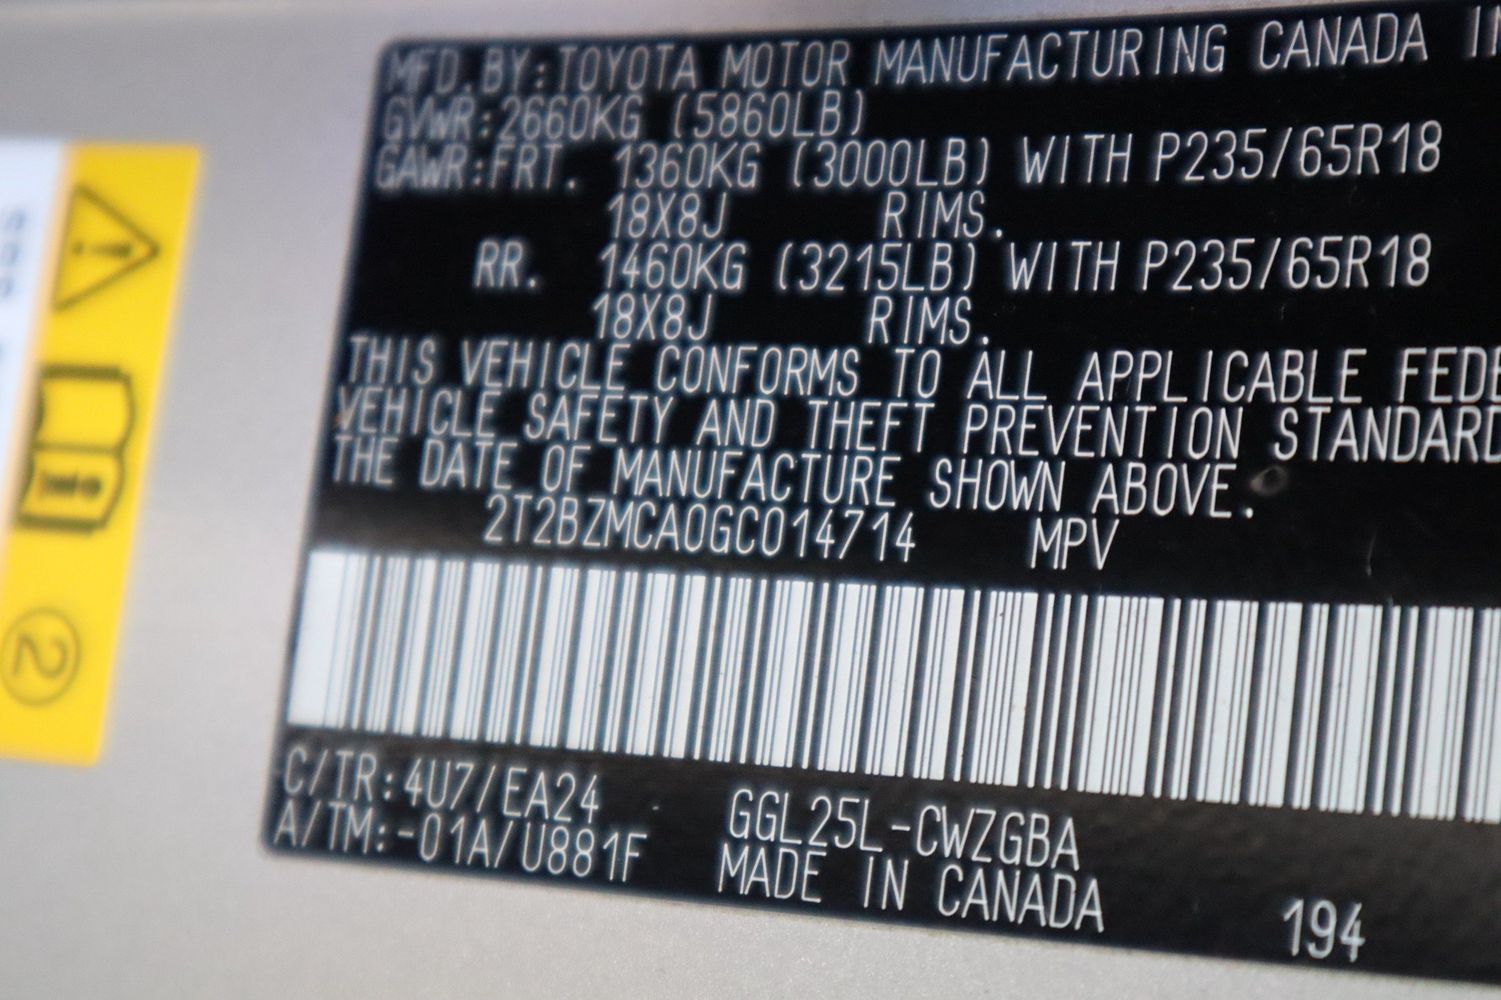 MFD.BY:TOYOTA MOTOR MANUFACTURING CANADA
GVWR:2660KG (5860LB)
GAWR:FRT. 1360KG (3000LB) WITH P235/65R18
18X8J RIMS.
RR. 1460KG (3215LB) WITH P235/65R18
18X8J RIMS.
THIS VEHICLE CONFORMS TO ALL APPLICABLE FEDE
VEHICLE SAFETY AND THEFT PREVENTION STANDARD
THE DATE OF MANUFACTURE SHOWN ABOVE.
2T2BZMCA0GC014714 MPV
C/TR:4U7/EA24 GGL25L-CWZGBA
A/TM:-01A/U881F MADE IN CANADA
194
2